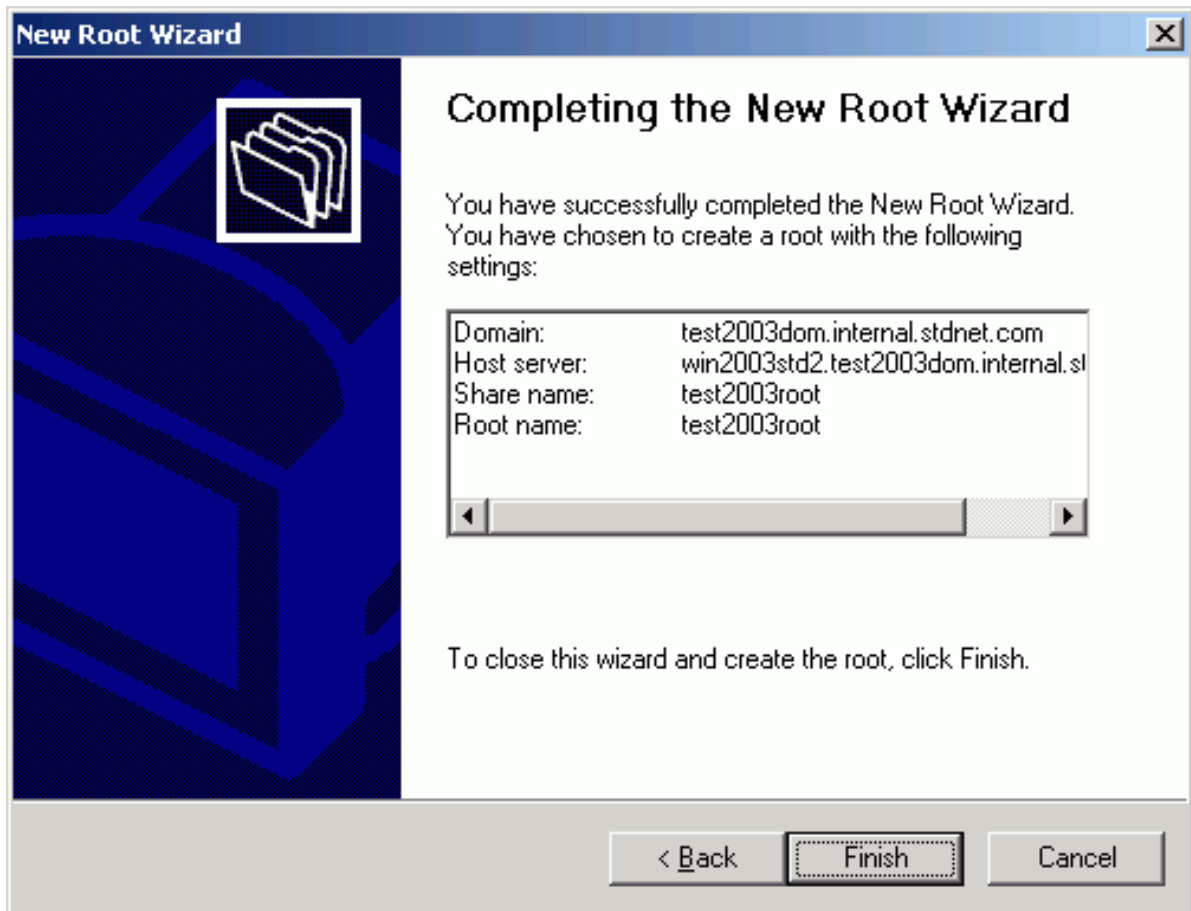 New Root Wizard
Completing the New Root Wizard
You have successfully completed the New Root Wizard.
You have chosen to create a root with the following
settings:
Domain: test2003dom.internal.stdnet.com
Host server: win2003std2.test2003dom.internal.st
Share name: test2003root
Root name: test2003root
To close this wizard and create the root, click Finish.
< Back Finish Cancel